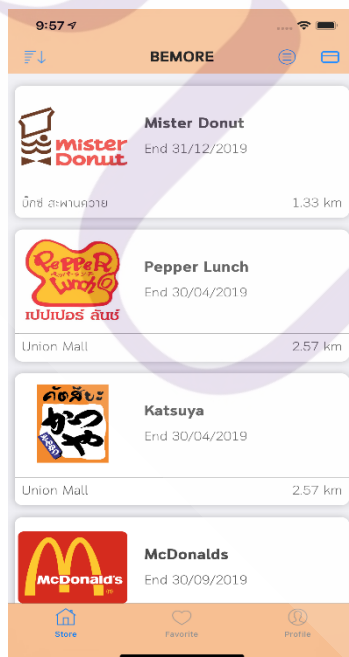 9:57
BEMORE
mister
Donut
Mister Donut
End 31/12/2019
บิ๊กซี สะพานควาย
1.33 km
PePPeR
Lunch
เปปเปอร์ ลันช์
Pepper Lunch
End 30/04/2019
Union Mall
2.57 km
คัตสึยะ
かつや
Katsuya
End 30/04/2019
Union Mall
2.57 km
McDonald's
McDonalds
End 30/09/2019
Store
Favorite
Profile